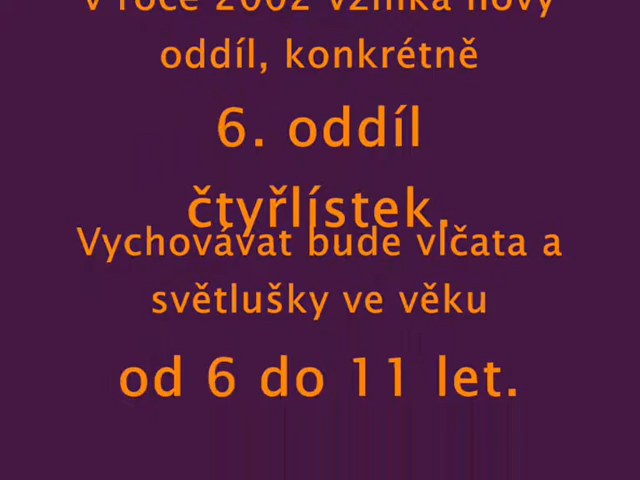 V roce 2002 vzniká nový
oddíl, konkrétně
6. oddíl
čtyřlístek.
Vychovávat bude vlčata a
světlušky ve věku
od 6 do 11 let.